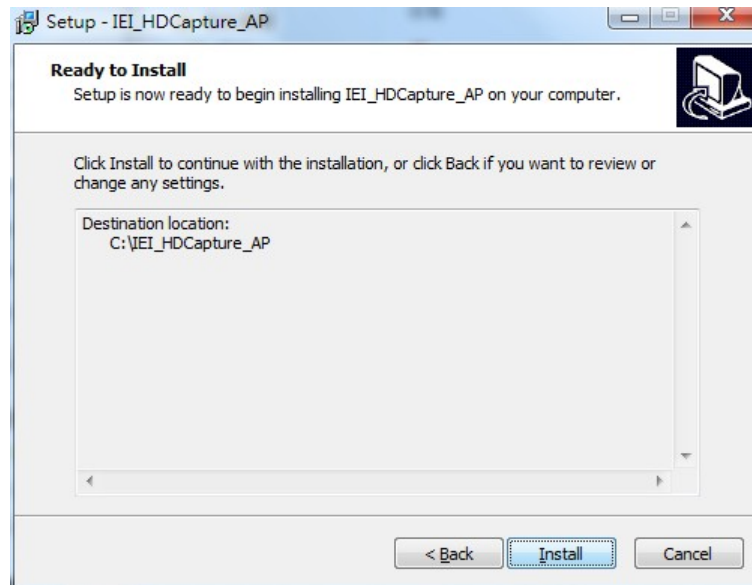 Setup - IEI_HDCapture_AP
Ready to Install
Setup is now ready to begin installing IEI_HDCapture_AP on your computer.
Click Install to continue with the installation, or click Back if you want to review or
change any settings.
Destination location:
C:\IEI_HDCapture_AP
< Back
Install
Cancel